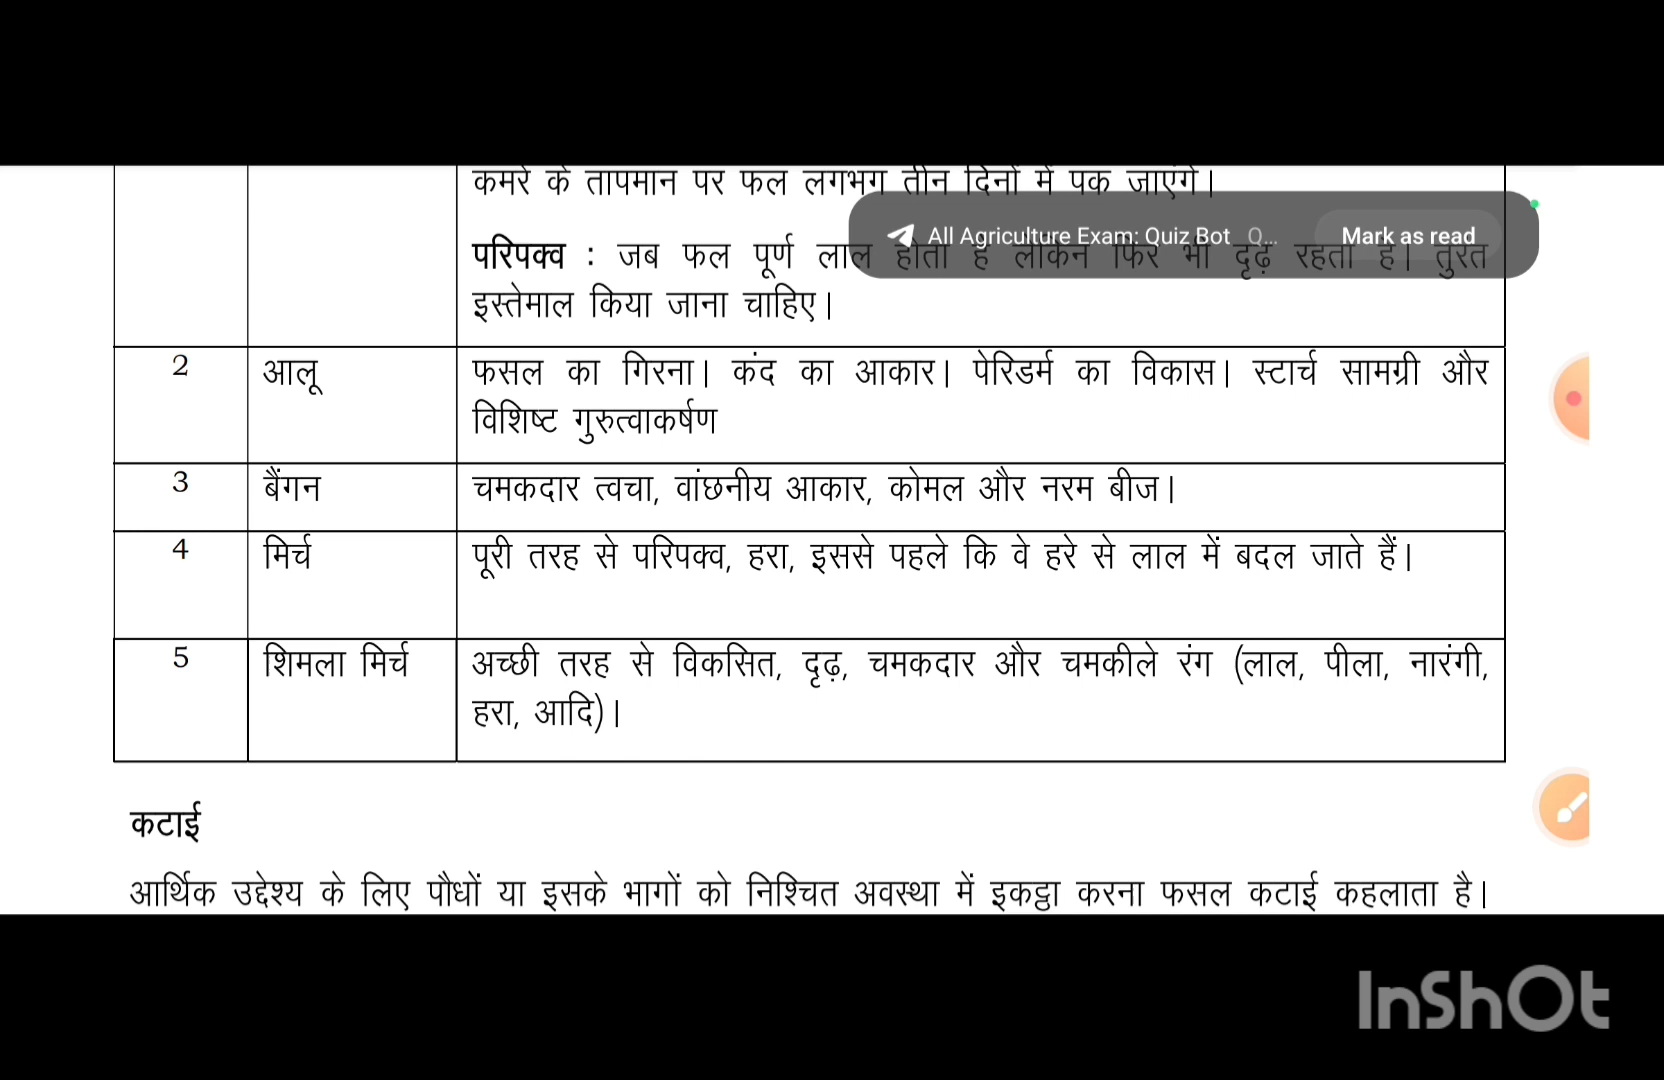 कमरे के तापमान पर फल लगभग तीन दिनों में पक जाएंगे।
All Agriculture Exam: Quiz Bot Q... Mark as read
परिपक्व : जब फल पूर्ण लाल होता है लेकिन फिर भी दृढ़ रहता है। तुरंत
इस्तेमाल किया जाना चाहिए।
2 आलू फसल का गिरना। कंद का आकार। पेरिडर्म का विकास। स्टार्च सामग्री और
विशिष्ट गुरुत्वाकर्षण
3 बैंगन चमकदार त्वचा, वांछनीय आकार, कोमल और नरम बीज।
4 मिर्च पूरी तरह से परिपक्व, हरा, इससे पहले कि वे हरे से लाल में बदल जाते हैं।
5 शिमला मिर्च अच्छी तरह से विकसित, दृढ़, चमकदार और चमकीले रंग (लाल, पीला, नारंगी,
हरा, आदि)।
कटाई
आर्थिक उद्देश्य के लिए पौधों या इसके भागों को निश्चित अवस्था में इकट्ठा करना फसल कटाई कहलाता है।
InShOt